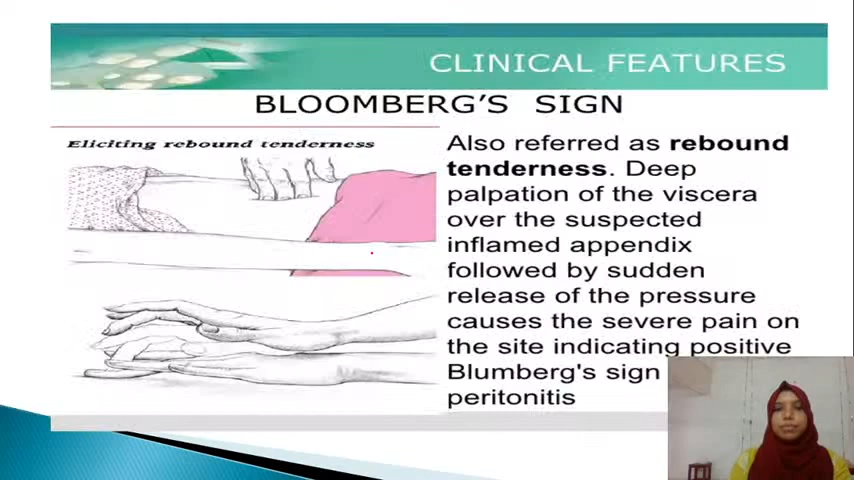 CLINICAL FEATURES
BLOOMBERG'S SIGN
Eliciting rebound tenderness
Also referred as rebound
tenderness. Deep
palpation of the viscera
over the suspected
inflamed appendix
followed by sudden
release of the pressure
causes the severe pain on
the site indicating positive
Blumberg's sign
peritonitis